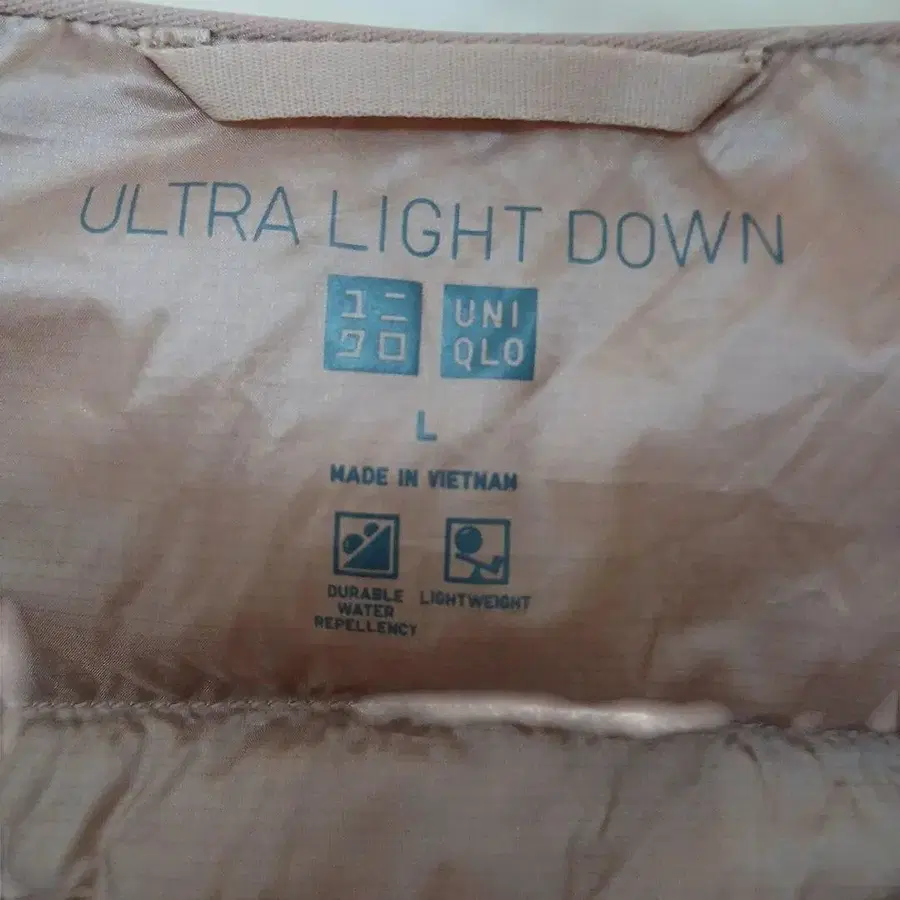 ULTRA LIGHT DOWN
ユニ
クロ
UNI
QLO
L
MADE IN VIETNAM
DURABLE
WATER
REPELLENCY
LIGHTWEIGHT